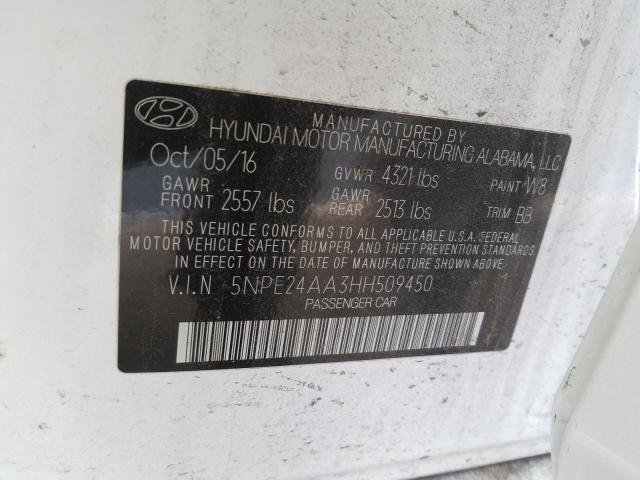 MANUFACTURED BY
HYUNDAI MOTOR MANUFACTURING ALABAMA, LLC
Oct/05/16 GVWR 4321 lbs PAINT W8
GAWR FRONT 2557 lbs GAWR REAR 2513 lbs TRIM BB
THIS VEHICLE CONFORMS TO ALL APPLICABLE U.S.A. FEDERAL
MOTOR VEHICLE SAFETY, BUMPER, AND THEFT PREVENTION STANDARDS
IN EFFECT ON THE DATE OF MANUFACTURE SHOWN ABOVE.
V.I.N 5NPE24AA3HH509450
PASSENGER CAR